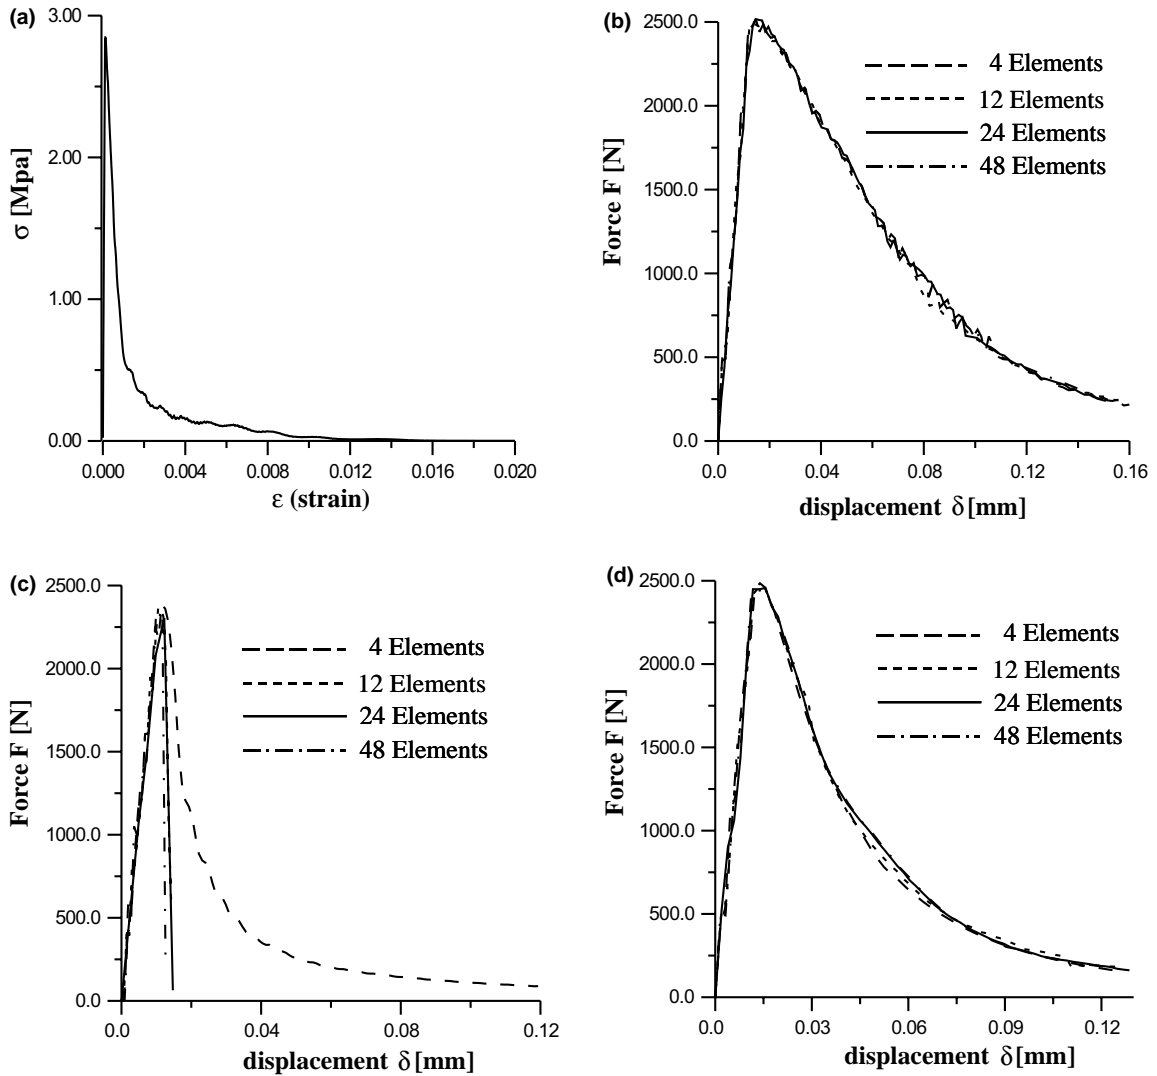 (a)
3.00
2.00
1.00
0.00
σ [Mpa]
0.000 0.004 0.008 0.012 0.016 0.020
ε (strain)
(b)
2500.0
2000.0
1500.0
1000.0
500.0
0.0
Force F [N]
4 Elements
12 Elements
24 Elements
48 Elements
0.0 0.04 0.08 0.12 0.16
displacement δ[mm]
(c)
2500.0
2000.0
1500.0
1000.0
500.0
0.0
Force F [N]
4 Elements
12 Elements
24 Elements
48 Elements
0.0 0.04 0.08 0.12
displacement δ [mm]
(d)
2500.0
2000.0
1500.0
1000.0
500.0
0.0
Force F [N]
4 Elements
12 Elements
24 Elements
48 Elements
0.0 0.03 0.06 0.09 0.12
displacement δ[mm]